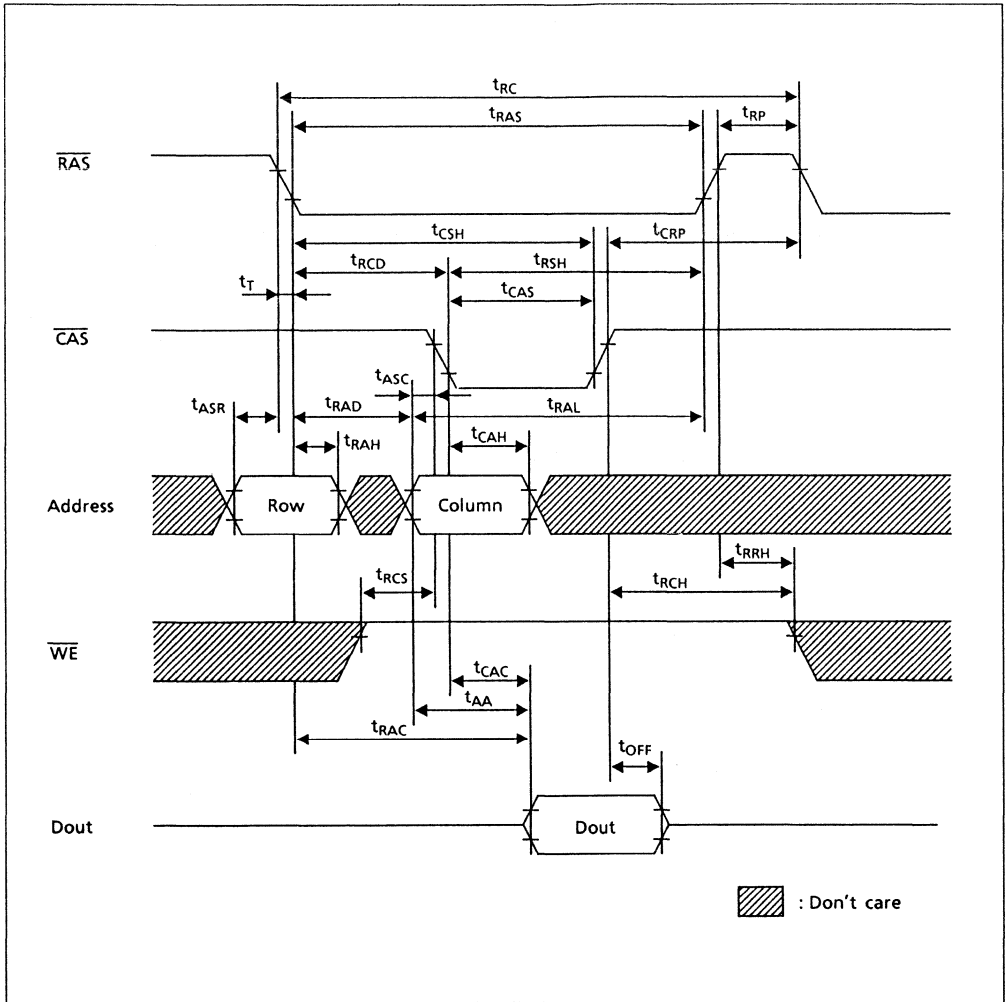 tRC
tRAS
tRP
RAS
tCSH
tCRP
tRCD
tRSH
tT
tCAS
CAS
tASC
tASR
tRAD
tRAL
tRAH
tCAH
Address
Row
Column
tRRH
tRCS
tRCH
WE
tCAC
tAA
tRAC
tOFF
Dout
Dout
: Don't care